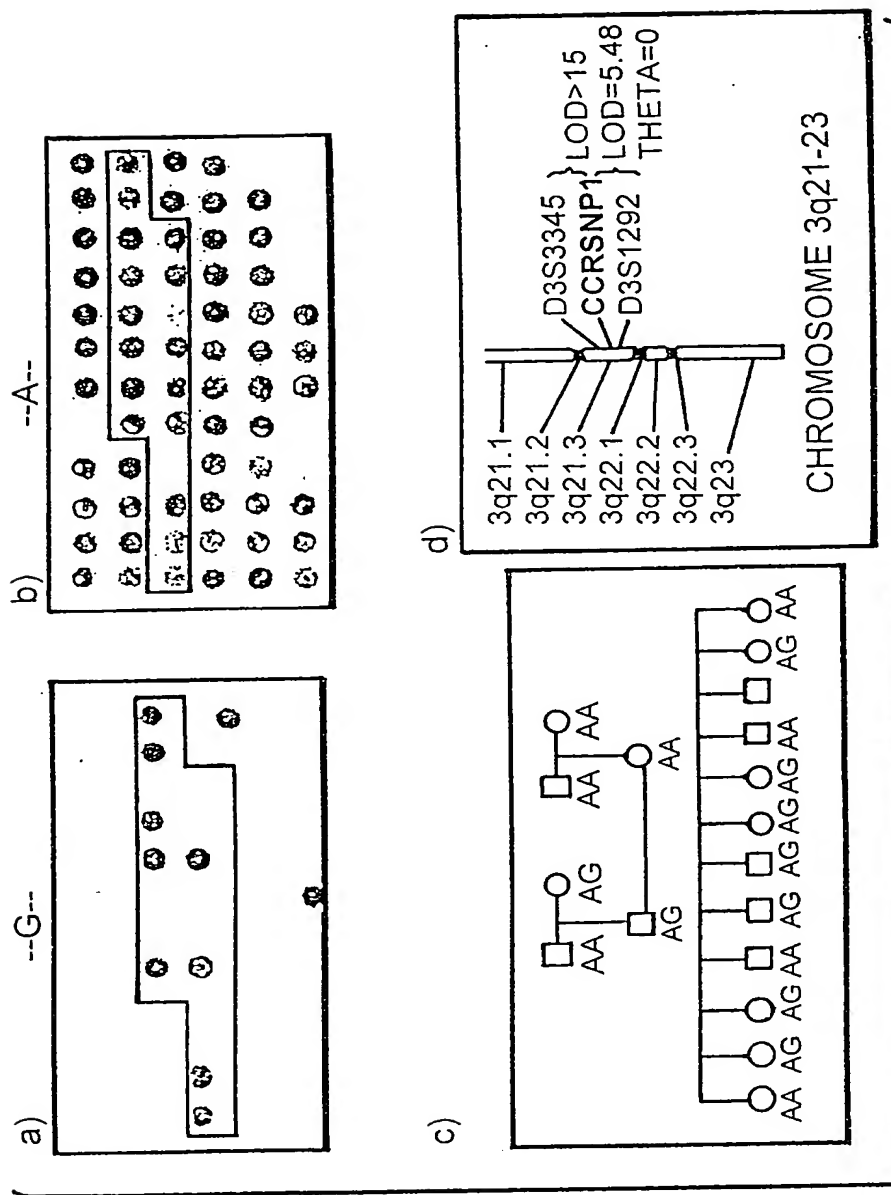 a)
--G--
b)
--A--
c)
AA
AG
AA
AA
AG
AA
AA AG AG AA AG AG AG AG AA AG AA
d)
3q21.1
3q21.2
3q21.3
3q22.1
3q22.2
3q22.3
3q23
D3S3345
CCRSNP1
D3S1292
}LOD>15
}LOD=5.48
THETA=0
CHROMOSOME 3q21-23